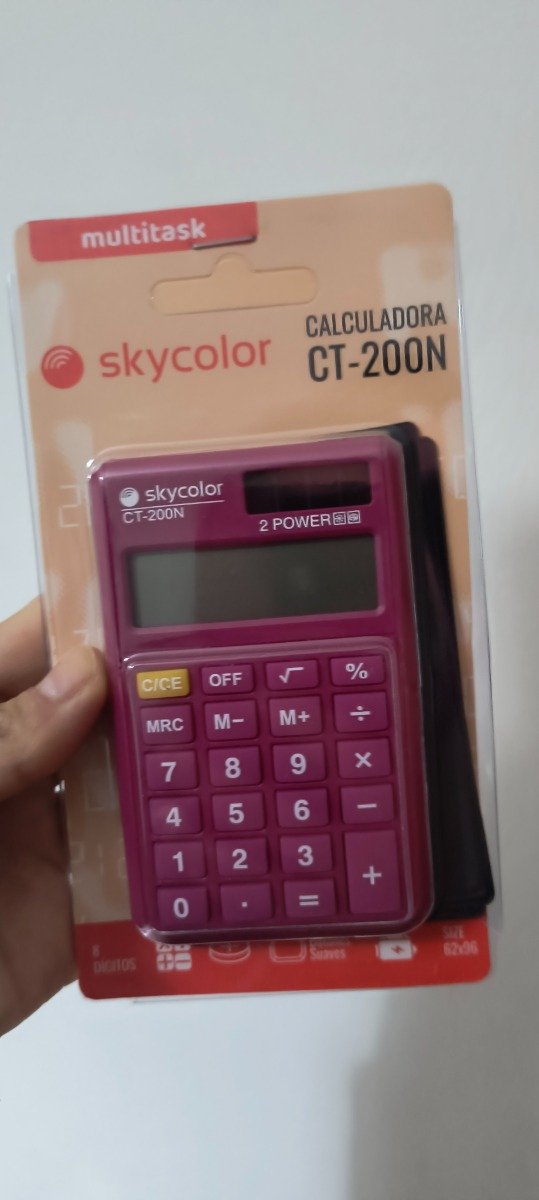 multitask
skycolor
CALCULADORA
CT-200N
skycolor
CT-200N
2 POWER
C/CE OFF √ %
MRC M− M+ ÷
7 8 9 ×
4 5 6 −
1 2 3 +
0 . =
8
DIGITOS
Suaves
SIZE
62x96